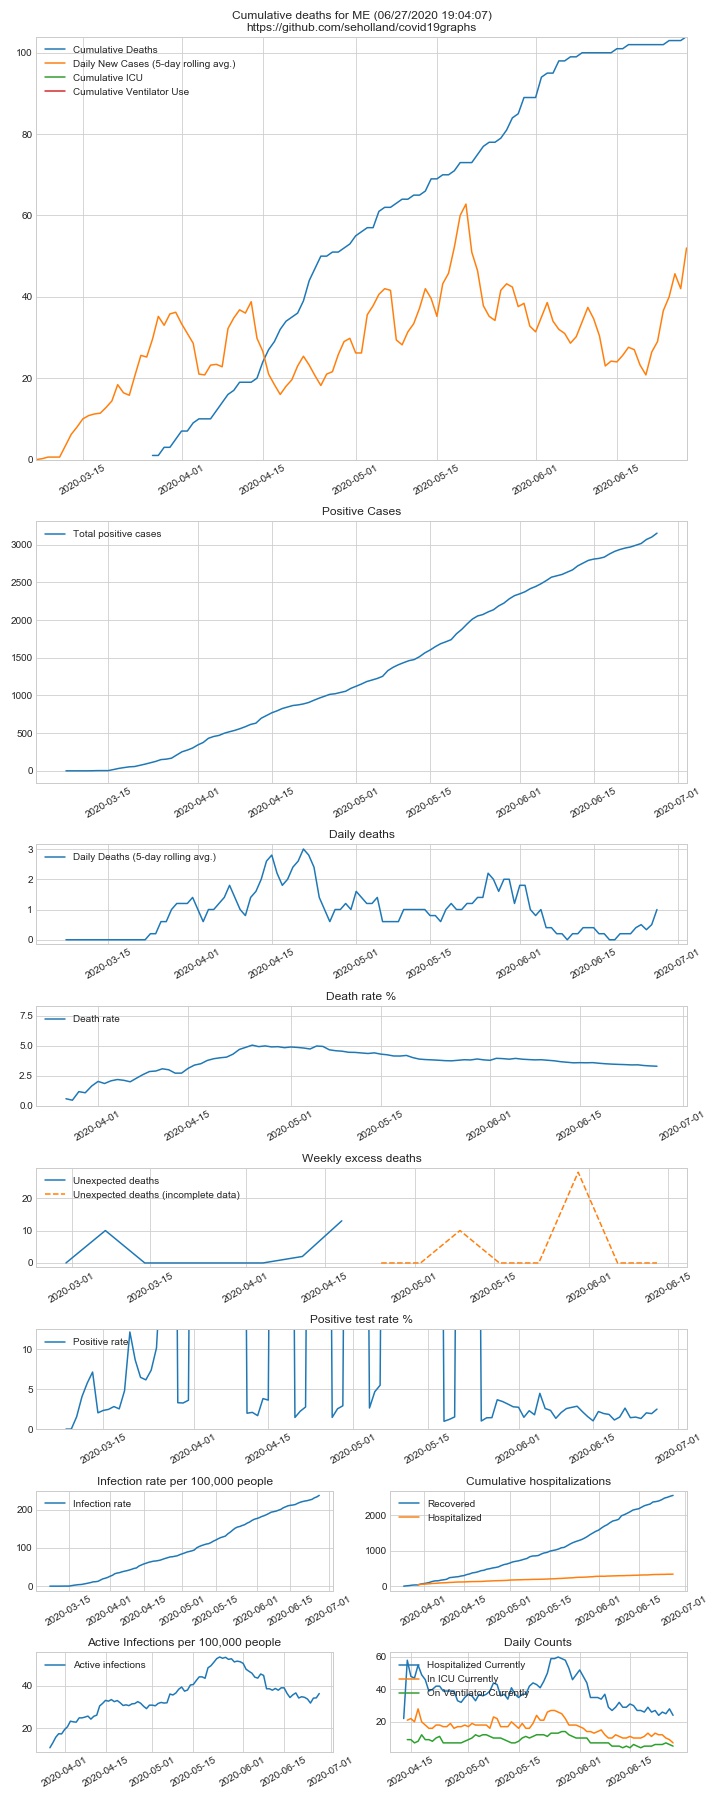 Cumulative deaths for ME (06/27/2020 19:04:07)
https://github.com/seholland/covid19graphs
Cumulative Deaths
Daily New Cases (5-day rolling avg.)
Cumulative ICU
Cumulative Ventilator Use
100
80
60
40
20
0
2020-03-15 2020-04-01 2020-04-15 2020-05-01 2020-05-15 2020-06-01 2020-06-15
Positive Cases
Total positive cases
3000
2500
2000
1500
1000
500
0
2020-03-15 2020-04-01 2020-04-15 2020-05-01 2020-05-15 2020-06-01 2020-06-15 2020-07-01
Daily deaths
Daily Deaths (5-day rolling avg.)
3
2
1
0
2020-03-15 2020-04-01 2020-04-15 2020-05-01 2020-05-15 2020-06-01 2020-06-15 2020-07-01
Death rate %
Death rate
7.5
5.0
2.5
0.0
2020-04-01 2020-04-15 2020-05-01 2020-05-15 2020-06-01 2020-06-15 2020-07-01
Weekly excess deaths
Unexpected deaths
Unexpected deaths (incomplete data)
20
10
0
2020-03-01 2020-03-15 2020-04-01 2020-04-15 2020-05-01 2020-05-15 2020-06-01 2020-06-15
Positive test rate %
Positive rate
10
5
0
2020-03-15 2020-04-01 2020-04-15 2020-05-01 2020-05-15 2020-06-01 2020-06-15 2020-07-01
Infection rate per 100,000 people
Infection rate
200
100
0
2020-03-15 2020-04-01 2020-04-15 2020-05-01 2020-05-15 2020-06-01 2020-06-15 2020-07-01
Cumulative hospitalizations
Recovered
Hospitalized
2000
1000
0
2020-04-01 2020-04-15 2020-05-01 2020-05-15 2020-06-01 2020-06-15 2020-07-01
Active Infections per 100,000 people
Active infections
40
20
2020-04-01 2020-04-15 2020-05-01 2020-05-15 2020-06-01 2020-06-15 2020-07-01
Daily Counts
Hospitalized Currently
In ICU Currently
On Ventilator Currently
60
40
20
2020-04-15 2020-05-01 2020-05-15 2020-06-01 2020-06-15